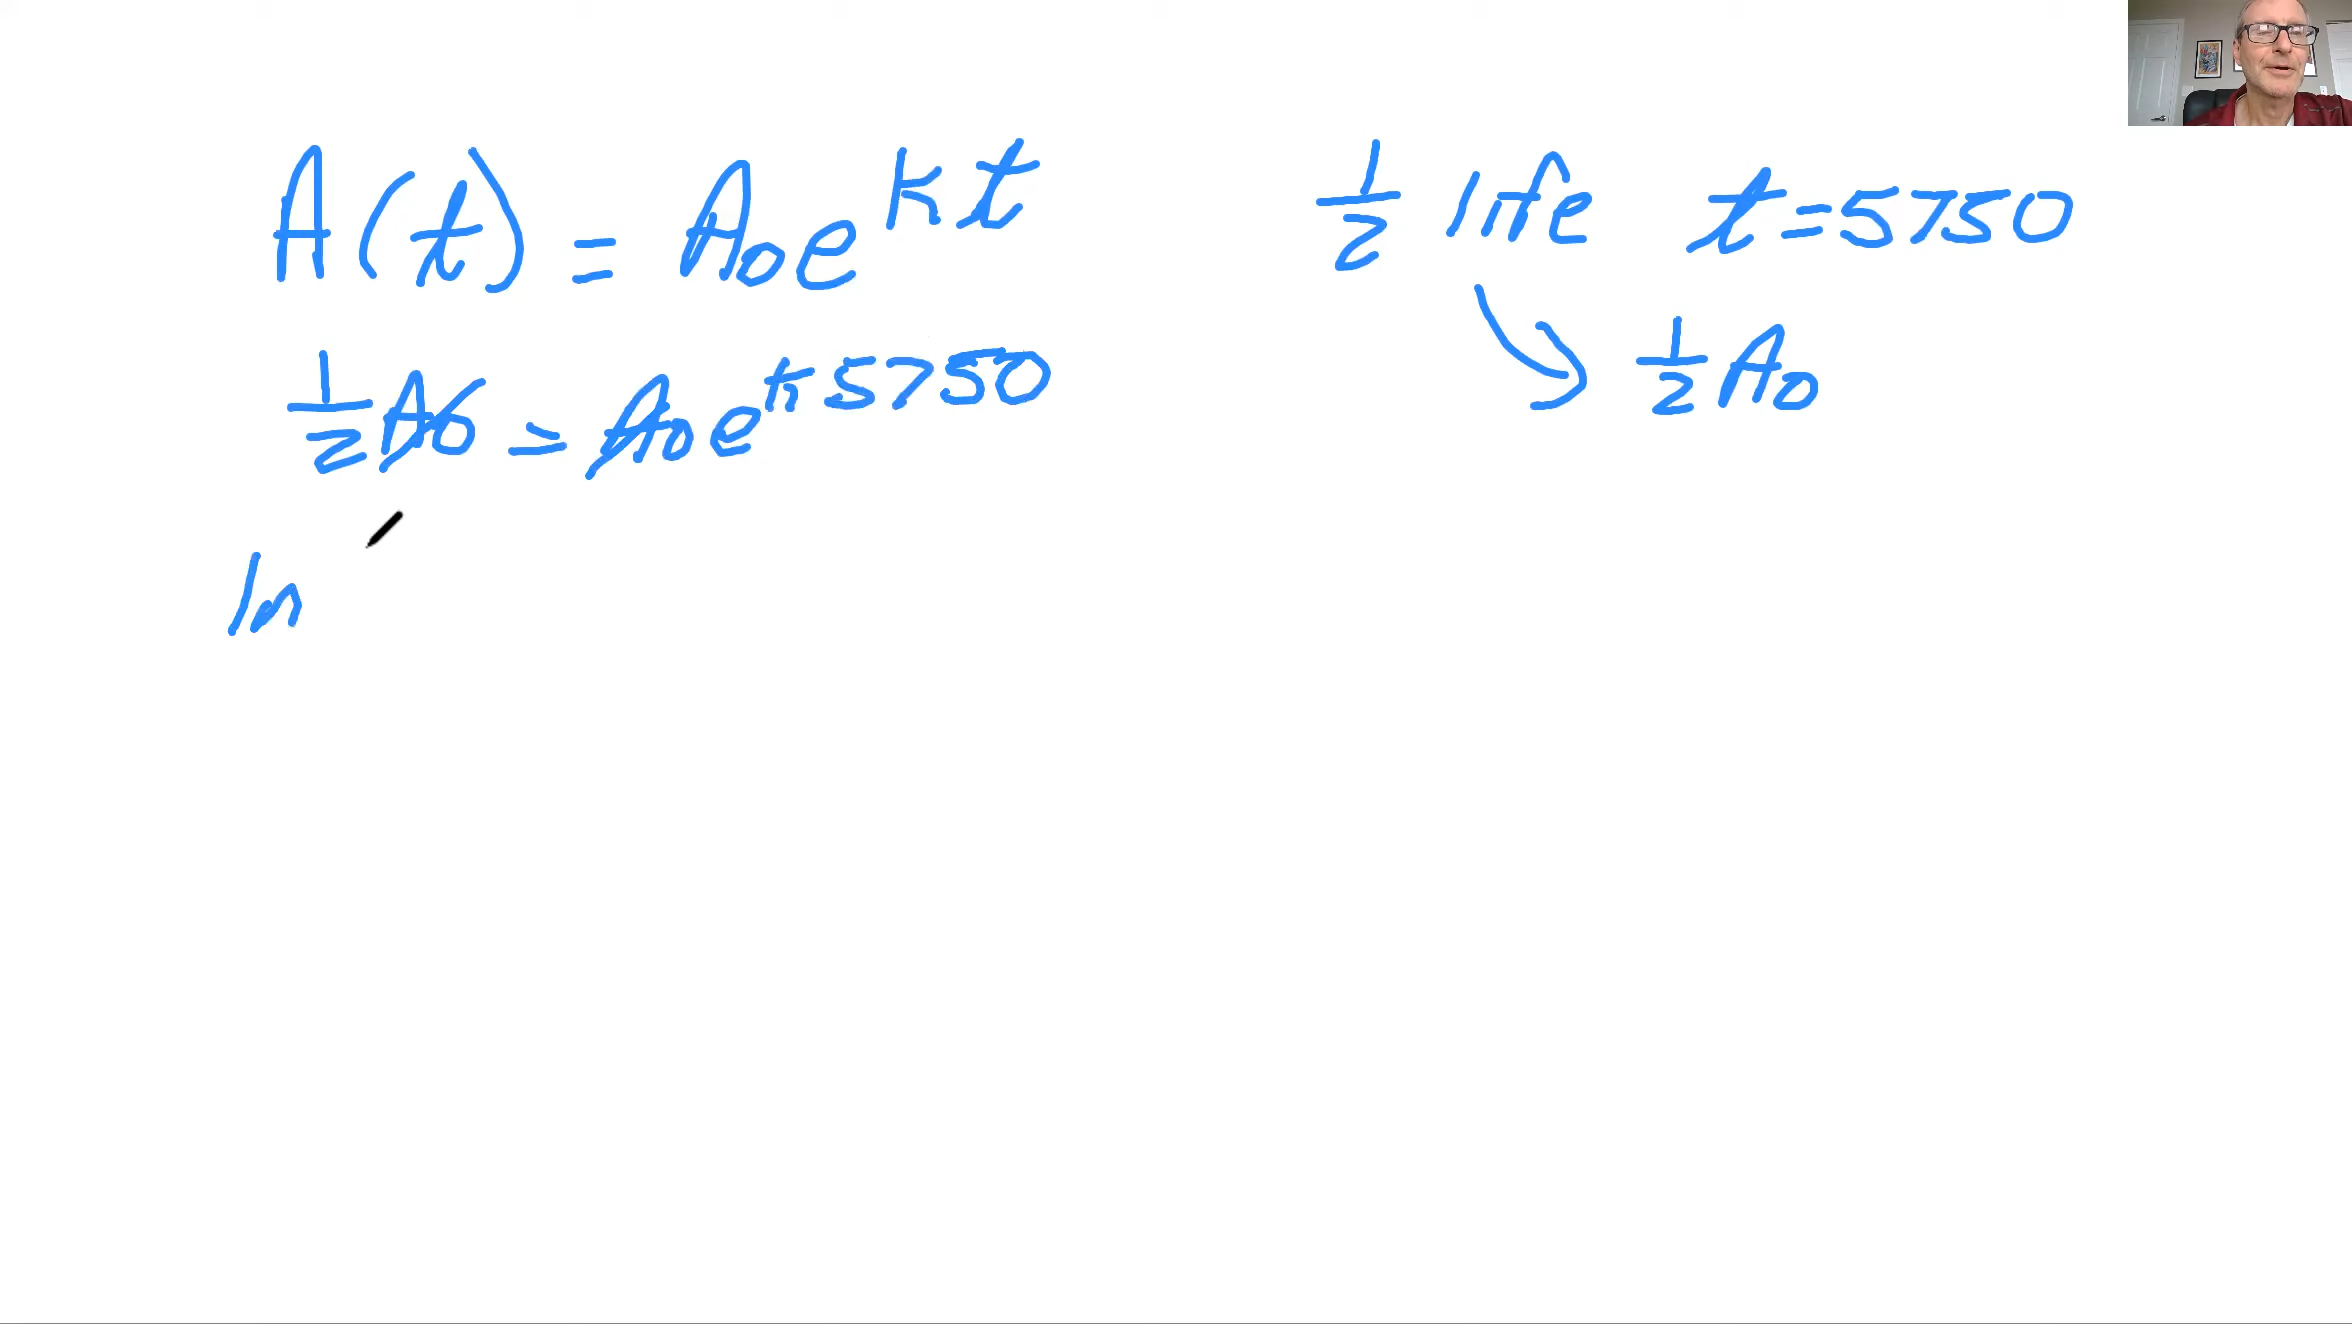 A(t) = A₀e^{kt}
½ life t=5750
½A₀ = A₀e^{k5750}
½A₀
ln